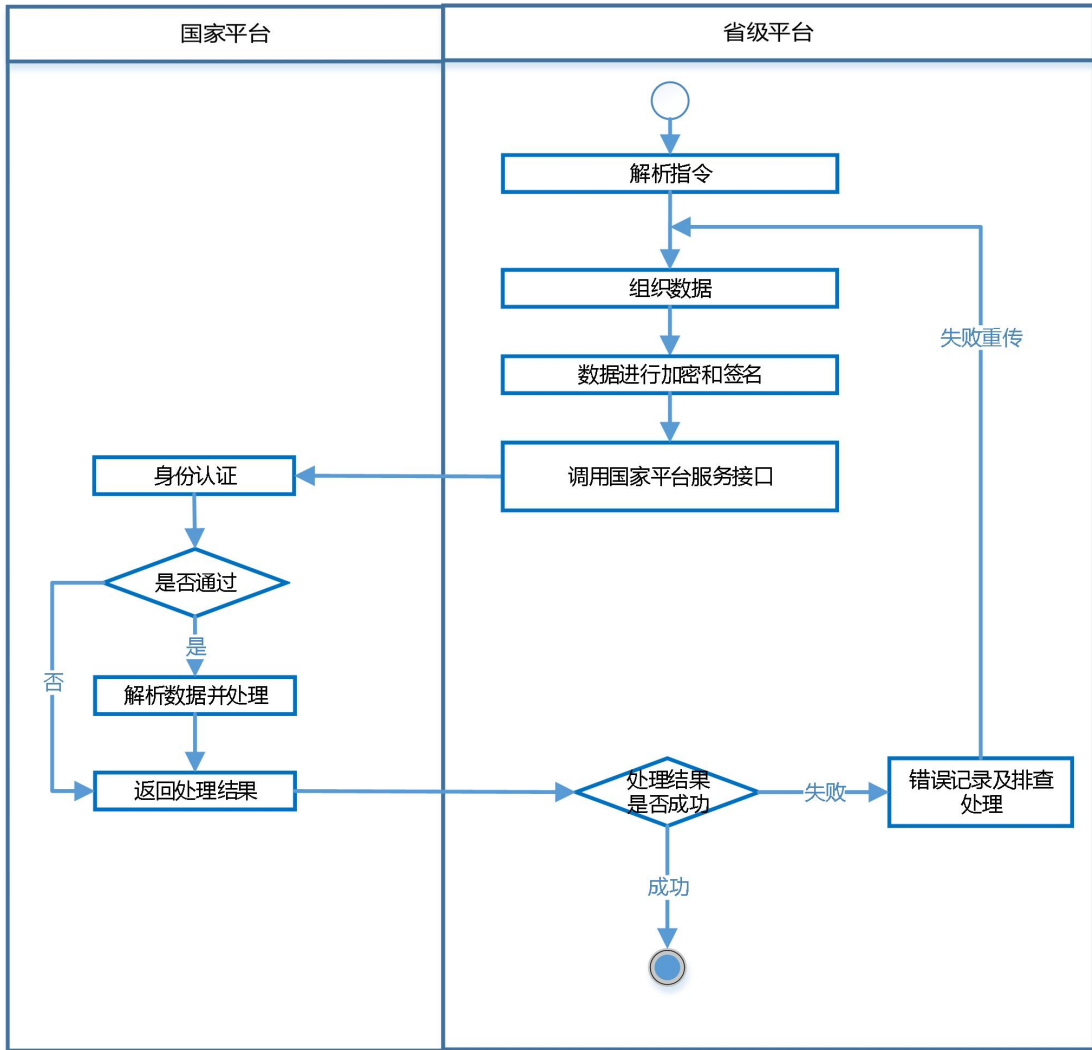 国家平台
省级平台
解析指令
组织数据
失败重传
数据进行加密和签名
身份认证
调用国家平台服务接口
是否通过
是
否
解析数据并处理
返回处理结果
处理结果
是否成功
失败
错误记录及排查
处理
成功